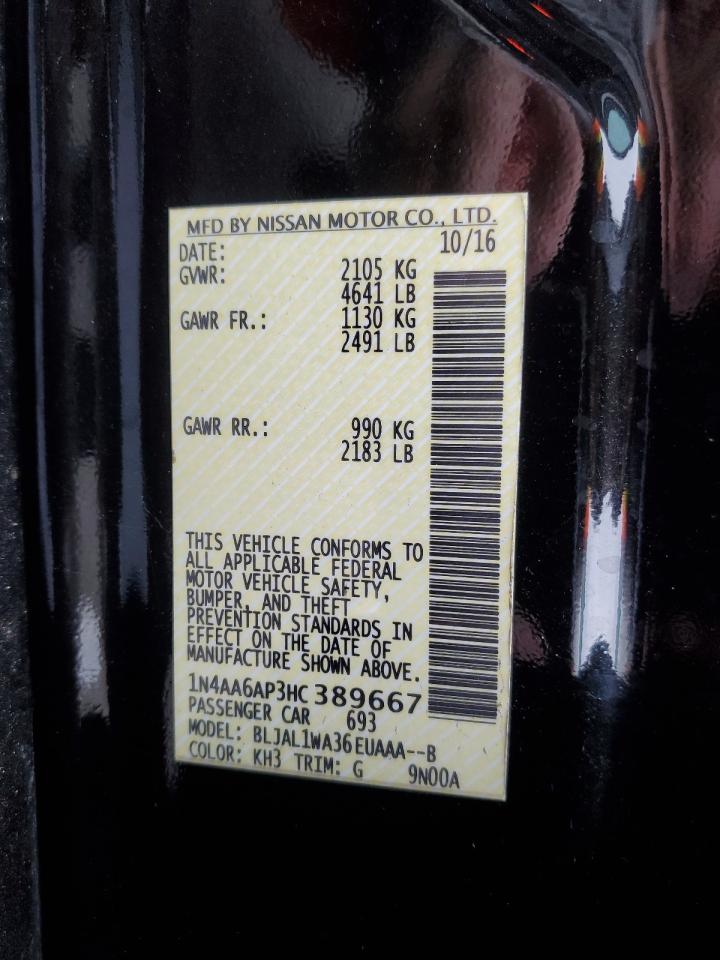 MFD BY NISSAN MOTOR CO., LTD.
DATE: 10/16
GVWR: 2105 KG
4641 LB
GAWR FR.: 1130 KG
2491 LB
GAWR RR.: 990 KG
2183 LB
THIS VEHICLE CONFORMS TO
ALL APPLICABLE FEDERAL
MOTOR VEHICLE SAFETY,
BUMPER, AND THEFT
PREVENTION STANDARDS IN
EFFECT ON THE DATE OF
MANUFACTURE SHOWN ABOVE.
1N4AA6AP3HC389667
PASSENGER CAR 693
MODEL: BLJAL1WA36EUAAA--B
COLOR: KH3 TRIM: G 9N00A